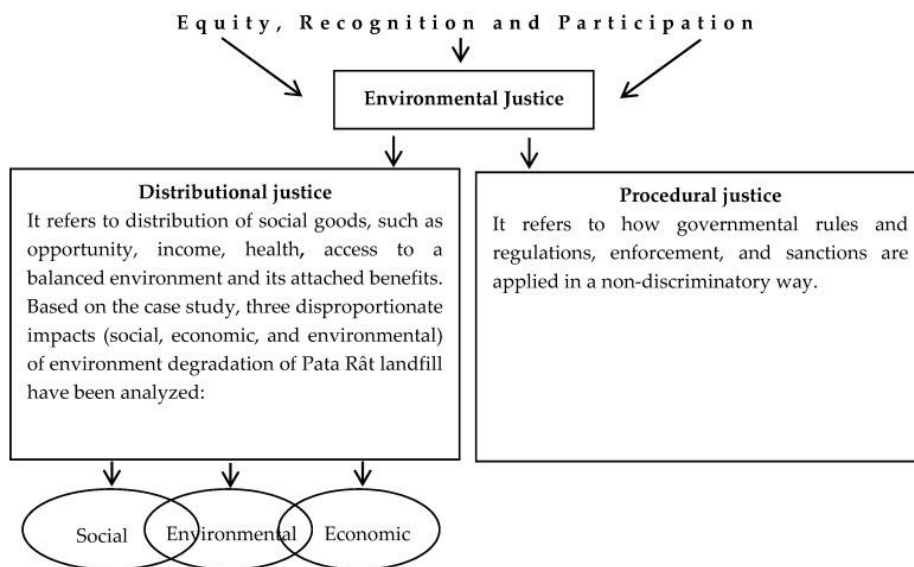 Equity, Recognition and Participation
Environmental Justice
Distributional justice
It refers to distribution of social goods, such as
opportunity, income, health, access to a
balanced environment and its attached benefits.
Based on the case study, three disproportionate
impacts (social, economic, and environmental)
of environment degradation of Pata Rât landfill
have been analyzed:
Procedural justice
It refers to how governmental rules and
regulations, enforcement, and sanctions are
applied in a non-discriminatory way.
Social
Environmental
Economic